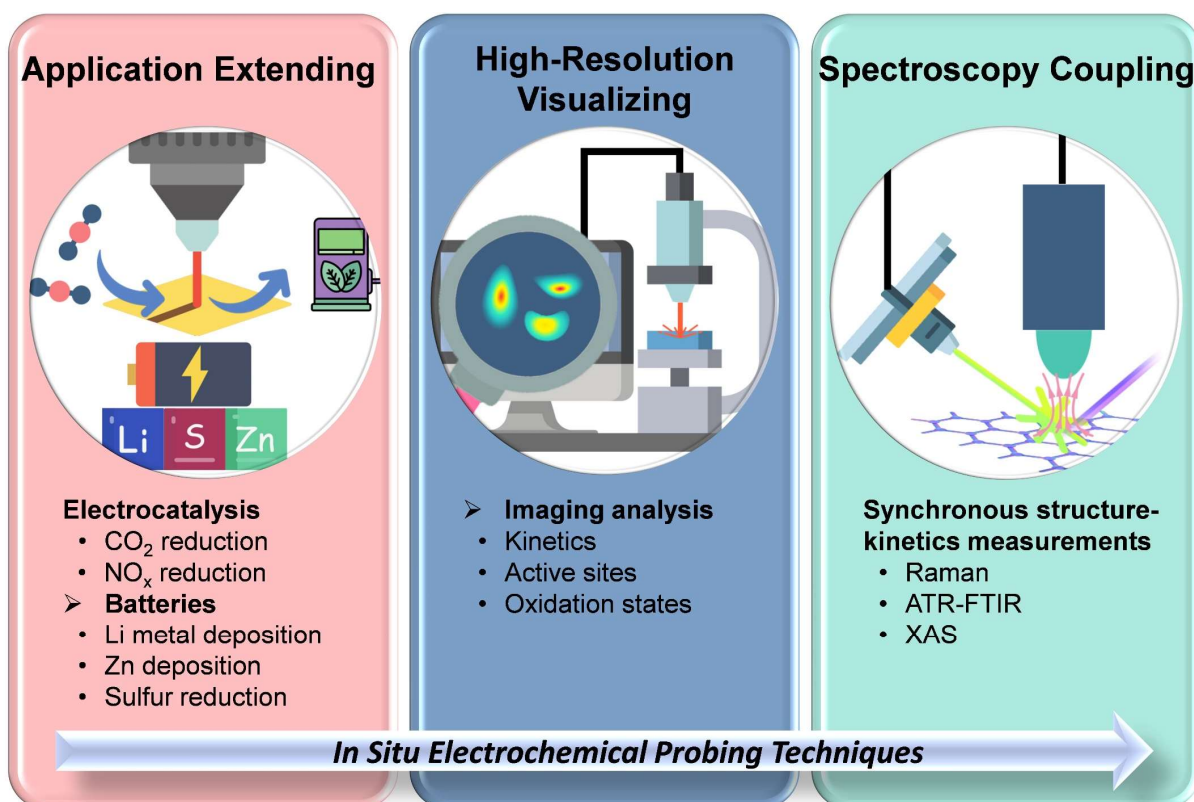 Application Extending
Li
S
Zn
Electrocatalysis
• CO₂ reduction
• NOₓ reduction
➢ Batteries
• Li metal deposition
• Zn deposition
• Sulfur reduction
High-Resolution
Visualizing
➢ Imaging analysis
• Kinetics
• Active sites
• Oxidation states
Spectroscopy Coupling
Synchronous structure-
kinetics measurements
• Raman
• ATR-FTIR
• XAS
In Situ Electrochemical Probing Techniques